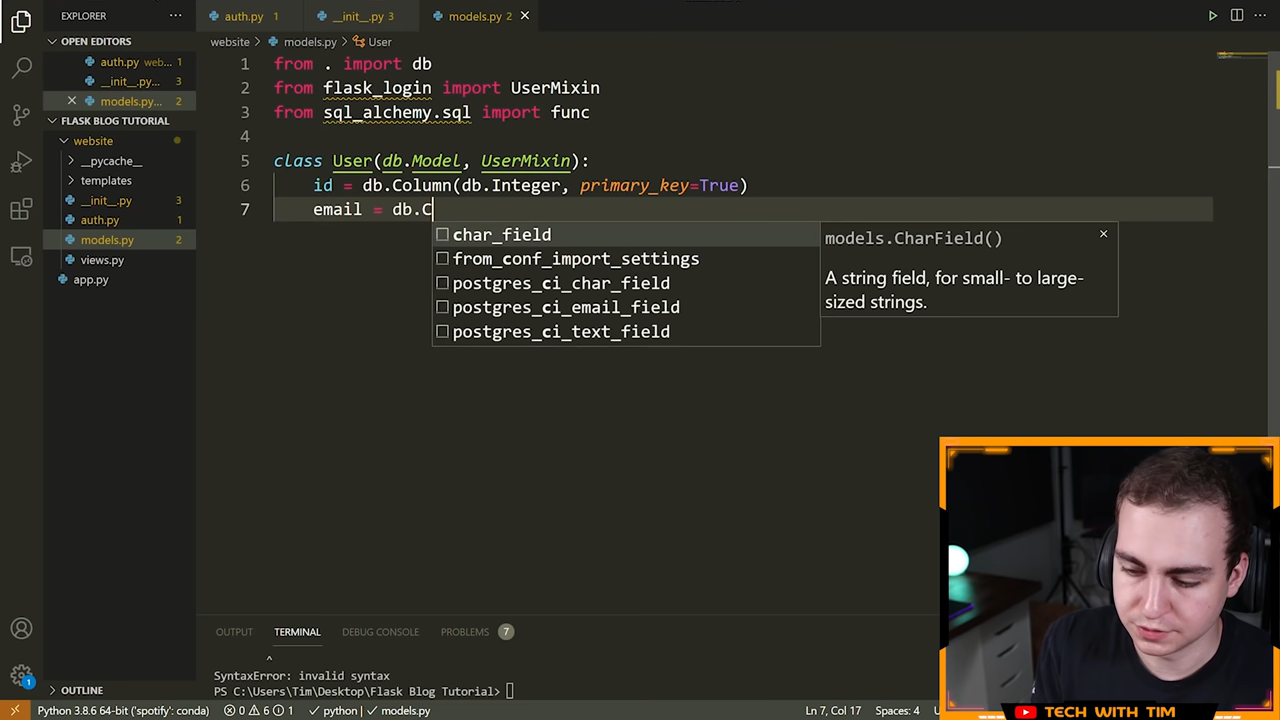 EXPLORER
OPEN EDITORS
auth.py web... 1
__init__.py... 3
models.py... 2
FLASK BLOG TUTORIAL
website
__pycache__
templates
__init__.py 3
auth.py 1
models.py 2
views.py
app.py
OUTLINE
auth.py 1
__init__.py 3
models.py 2
website > models.py > User
1 from . import db
2 from flask_login import UserMixin
3 from sql_alchemy.sql import func
4
5 class User(db.Model, UserMixin):
6 id = db.Column(db.Integer, primary_key=True)
7 email = db.C
char_field
from_conf_import_settings
postgres_ci_char_field
postgres_ci_email_field
postgres_ci_text_field
models.CharField()
A string field, for small- to large-
sized strings.
OUTPUT TERMINAL DEBUG CONSOLE PROBLEMS 7
^
SyntaxError: invalid syntax
PS C:\Users\Tim\Desktop\Flask Blog Tutorial>
1
Python 3.8.6 64-bit ('spotify': conda) 0 6 1 python models.py Ln 7, Col 17 Spaces: 4
TECH WITH TIM